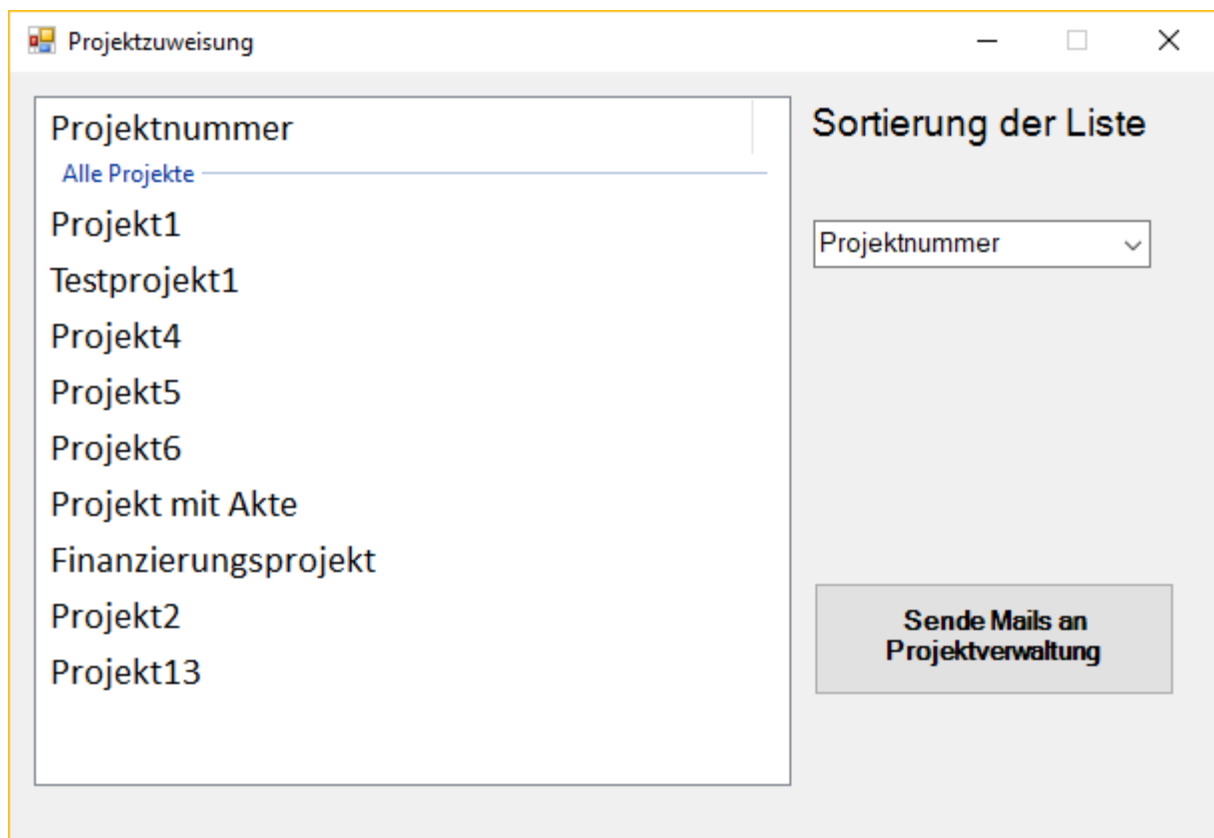 Projektzuweisung
Projektnummer
Alle Projekte
Projekt1
Testprojekt1
Projekt4
Projekt5
Projekt6
Projekt mit Akte
Finanzierungsprojekt
Projekt2
Projekt13
Sortierung der Liste
Projektnummer
Sende Mails an
Projektverwaltung